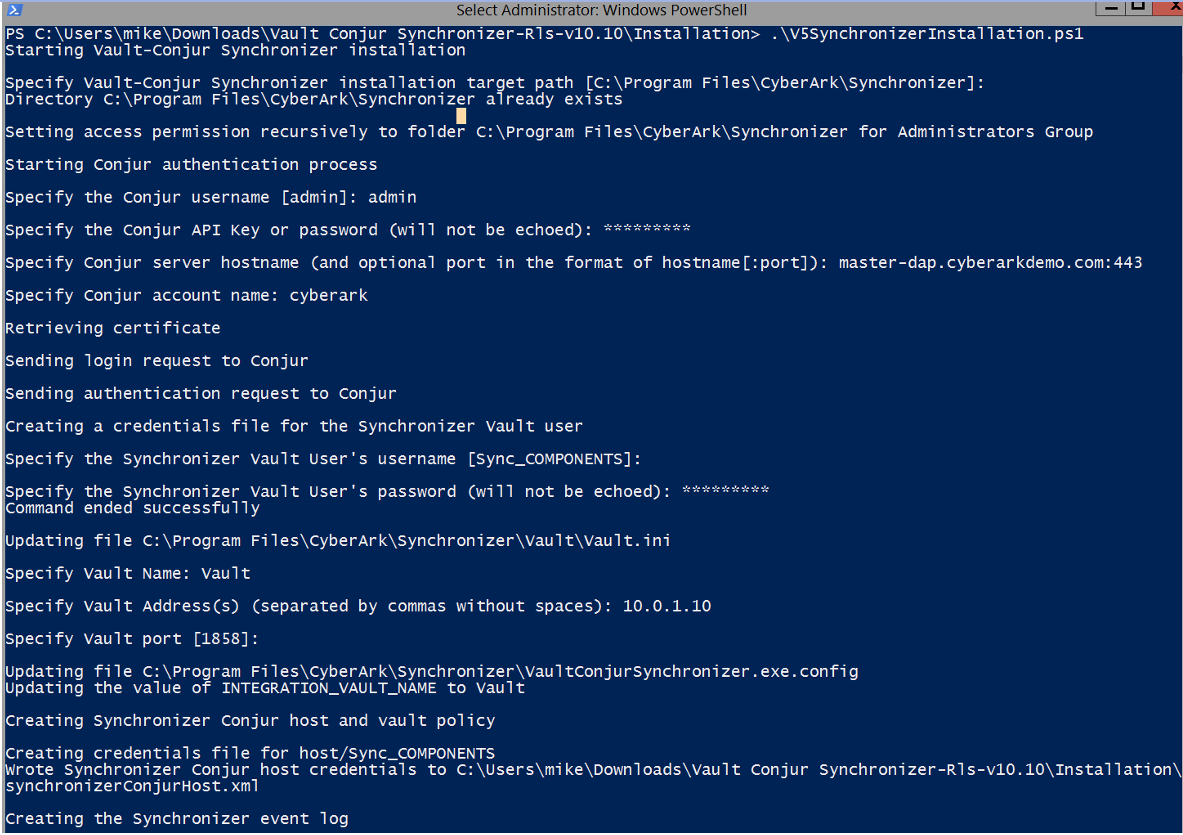 Select Administrator: Windows PowerShell
PS C:\Users\mike\Downloads\Vault Conjur Synchronizer-Rls-v10.10\Installation> .\V5SynchronizerInstallation.ps1
Starting Vault-Conjur Synchronizer installation
Specify Vault-Conjur Synchronizer installation target path [C:\Program Files\CyberArk\Synchronizer]:
Directory C:\Program Files\CyberArk\Synchronizer already exists
Setting access permission recursively to folder C:\Program Files\CyberArk\Synchronizer for Administrators Group
Starting Conjur authentication process
Specify the Conjur username [admin]: admin
Specify the Conjur API Key or password (will not be echoed): *********
Specify Conjur server hostname (and optional port in the format of hostname[:port]): master-dap.cyberarkdemo.com:443
Specify Conjur account name: cyberark
Retrieving certificate
Sending login request to Conjur
Sending authentication request to Conjur
Creating a credentials file for the Synchronizer Vault user
Specify the Synchronizer Vault User's username [Sync_COMPONENTS]:
Specify the Synchronizer Vault User's password (will not be echoed): *********
Command ended successfully
Updating file C:\Program Files\CyberArk\Synchronizer\Vault\Vault.ini
Specify Vault Name: Vault
Specify Vault Address(s) (separated by commas without spaces): 10.0.1.10
Specify Vault port [1858]:
Updating file C:\Program Files\CyberArk\Synchronizer\VaultConjurSynchronizer.exe.config
Updating the value of INTEGRATION_VAULT_NAME to Vault
Creating Synchronizer Conjur host and vault policy
Creating credentials file for host/Sync_COMPONENTS
Wrote Synchronizer Conjur host credentials to C:\Users\mike\Downloads\Vault Conjur Synchronizer-Rls-v10.10\Installation\
synchronizerConjurHost.xml
Creating the Synchronizer event log